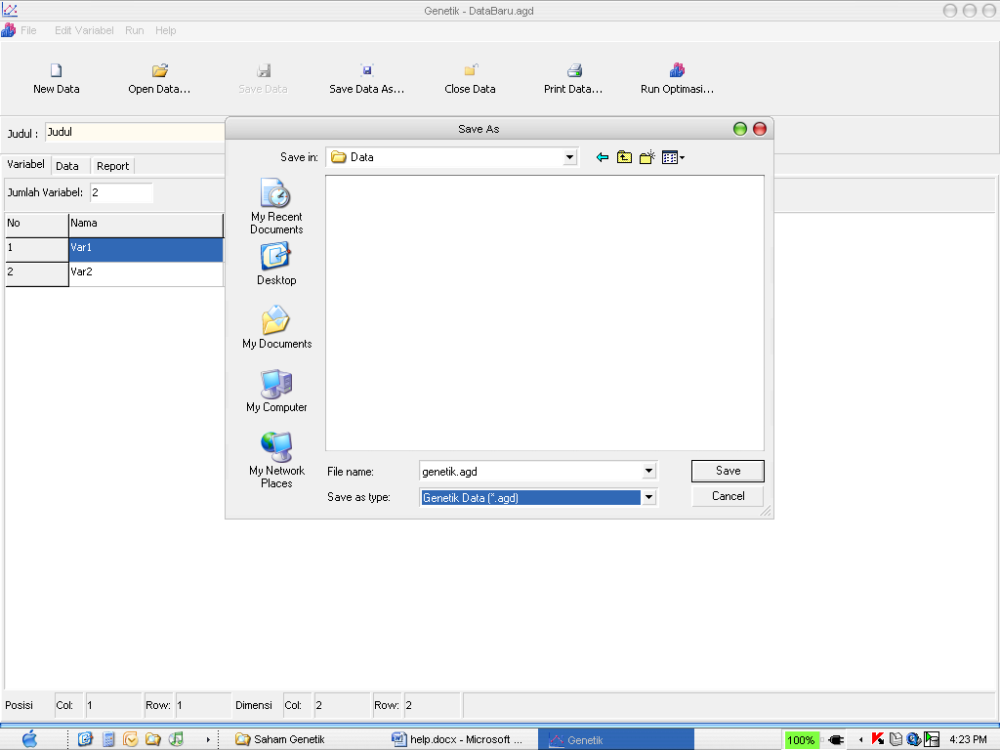 Genetik - DataBaru.agd
File Edit Variabel Run Help
New Data Open Data... Save Data Save Data As... Close Data Print Data... Run Optimasi...
Judul : Judul
Save As
Save in: Data
Variabel Data Report
Jumlah Variabel: 2
No Nama
1 Var1
2 Var2
My Recent
Documents
Desktop
My Documents
My Computer
My Network
Places
File name: genetik.agd Save
Save as type: Genetik Data (*.agd) Cancel
Posisi Col: 1 Row: 1 Dimensi Col: 2 Row: 2
Saham Genetik help.docx - Microsoft ... Genetik 100% 4:23 PM